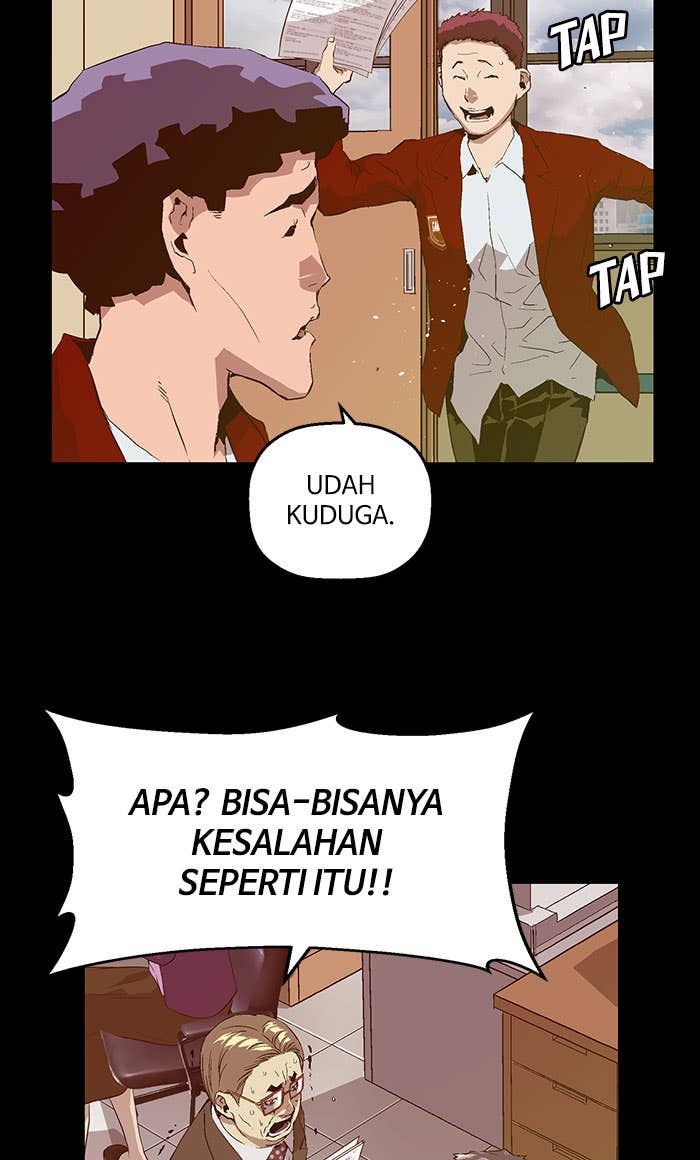 TAP
TAP
UDAH
KUDUGA.
APA? BISA-BISANYA
KESALAHAN
SEPERTI ITU!!